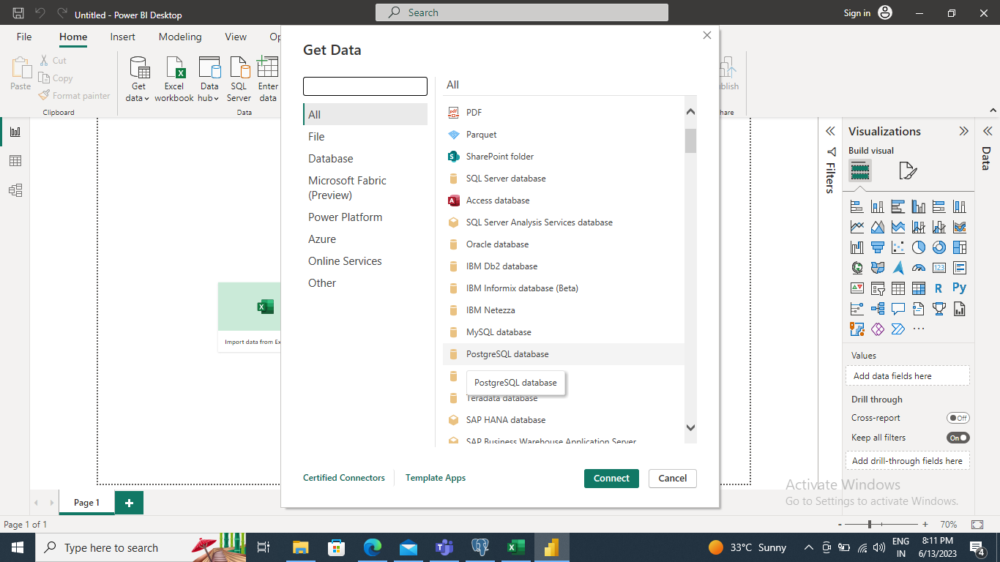 Untitled - Power BI Desktop
Search
Sign in
File
Home
Insert
Modeling
View
Op
Paste
Cut
Copy
Format painter
Clipboard
Get data
Excel workbook
Data hub
SQL Server
Enter data
Data
blish
hare
Get Data
All
File
Database
Microsoft Fabric
(Preview)
Power Platform
Azure
Online Services
Other
All
PDF
Parquet
SharePoint folder
SQL Server database
Access database
SQL Server Analysis Services database
Oracle database
IBM Db2 database
IBM Informix database (Beta)
IBM Netezza
MySQL database
PostgreSQL database
PostgreSQL database
Teradata database
SAP HANA database
SAP Business Warehouse Application Server
Certified Connectors
Template Apps
Connect
Cancel
Import data from Ex
Filters
Visualizations
Build visual
123
R
Py
Values
Add data fields here
Drill through
Cross-report
Off
Keep all filters
On
Add drill-through fields here
Data
Activate Windows
Go to Settings to activate Windows.
Page 1
Page 1 of 1
70%
Type here to search
33°C Sunny
ENG
IN
8:11 PM
6/13/2023
4